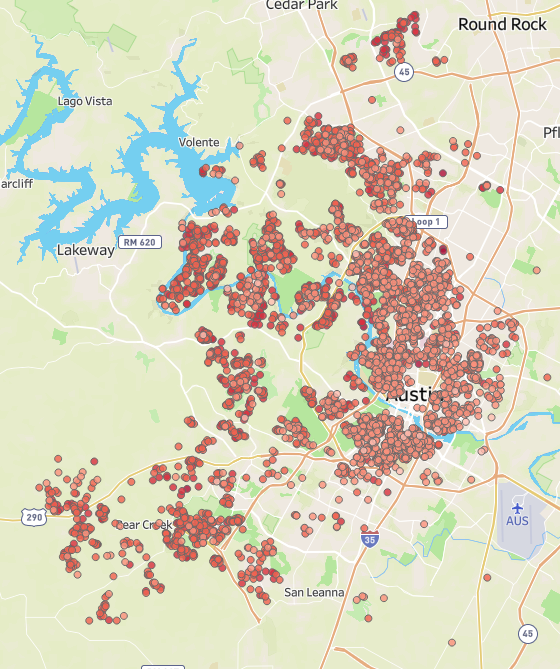 Cedar Park
Round Rock
45
Lago Vista
Volente
Pfl
arcliff
Loop 1
RM 620
Lakeway
Austin
290
ear Creek
AUS
35
San Leanna
45